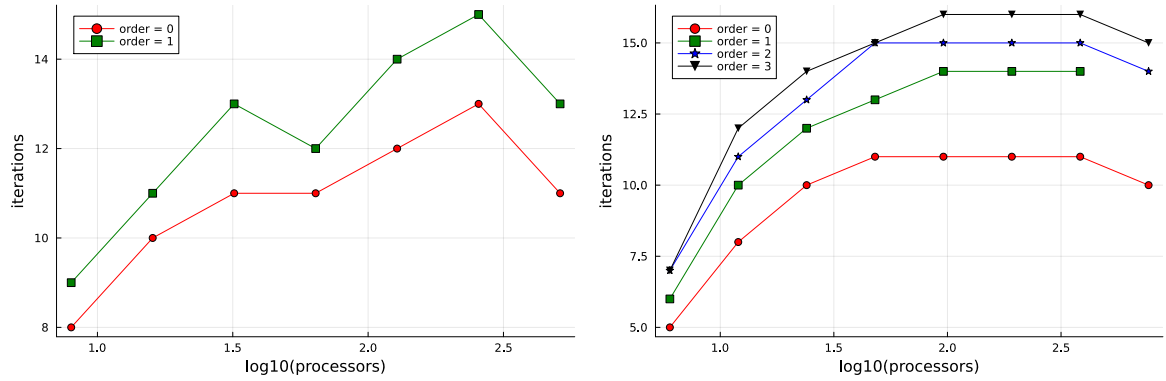 order = 0
order = 1
14
12
10
8
iterations
1.0
1.5
2.0
2.5
log10(processors)
order = 0
order = 1
order = 2
order = 3
15.0
12.5
10.0
7.5
5.0
iterations
1.0
1.5
2.0
2.5
log10(processors)